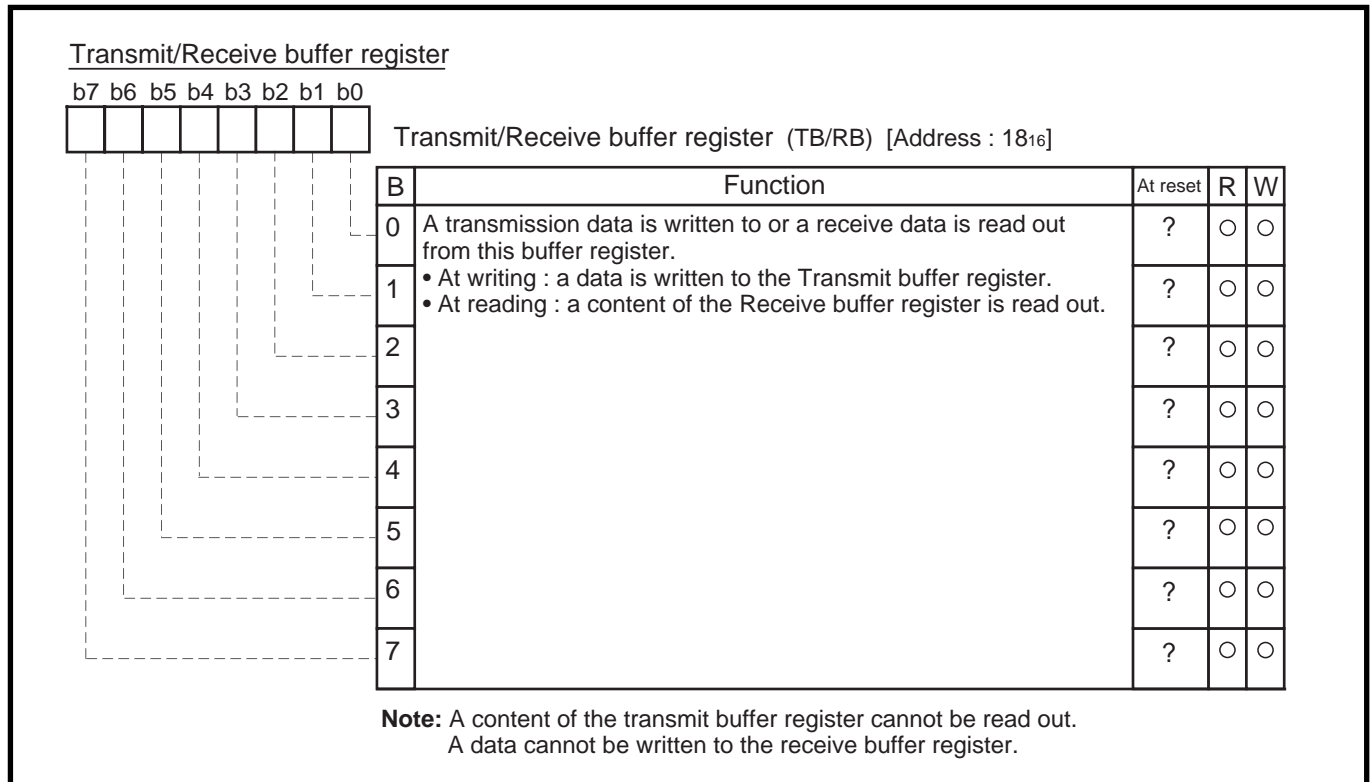 Transmit/Receive buffer register
b7 b6 b5 b4 b3 b2 b1 b0
Transmit/Receive buffer register (TB/RB) [Address : 1816]
B Function At reset R W
0 A transmission data is written to or a receive data is read out ? ○ ○
from this buffer register.
• At writing : a data is written to the Transmit buffer register.
1 ? ○ ○
• At reading : a content of the Receive buffer register is read out.
2 ? ○ ○
3 ? ○ ○
4 ? ○ ○
5 ? ○ ○
6 ? ○ ○
7 ? ○ ○
Note: A content of the transmit buffer register cannot be read out.
A data cannot be written to the receive buffer register.